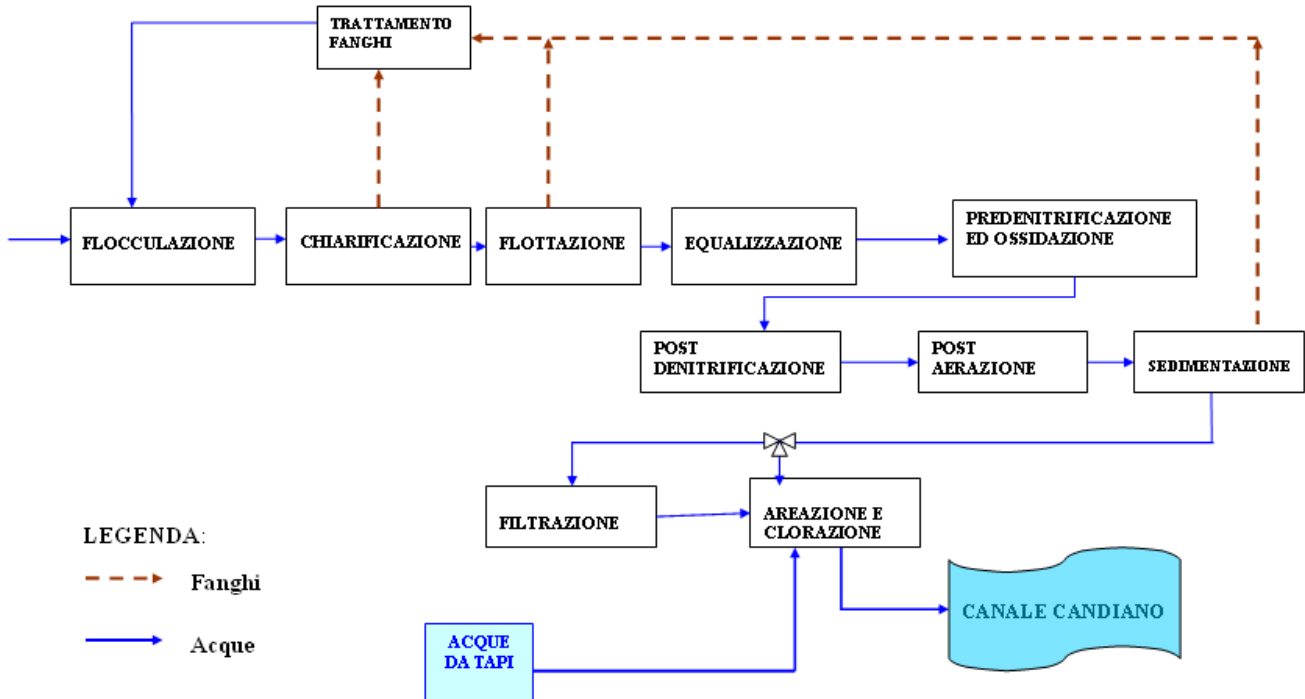 TRATTAMENTO
FANGHI
FLOCCULAZIONE
CHIARIFICAZIONE
FLOTTAZIONE
EQUALIZZAZIONE
PREDENITRIFICAZIONE
ED OSSIDAZIONE
POST
DENITRIFICAZIONE
POST
AERAZIONE
SEDIMENTAZIONE
FILTRAZIONE
AREAZIONE E
CLORAZIONE
LEGENDA:
Fanghi
Acque
ACQUE
DA TAPI
CANALE CANDIANO